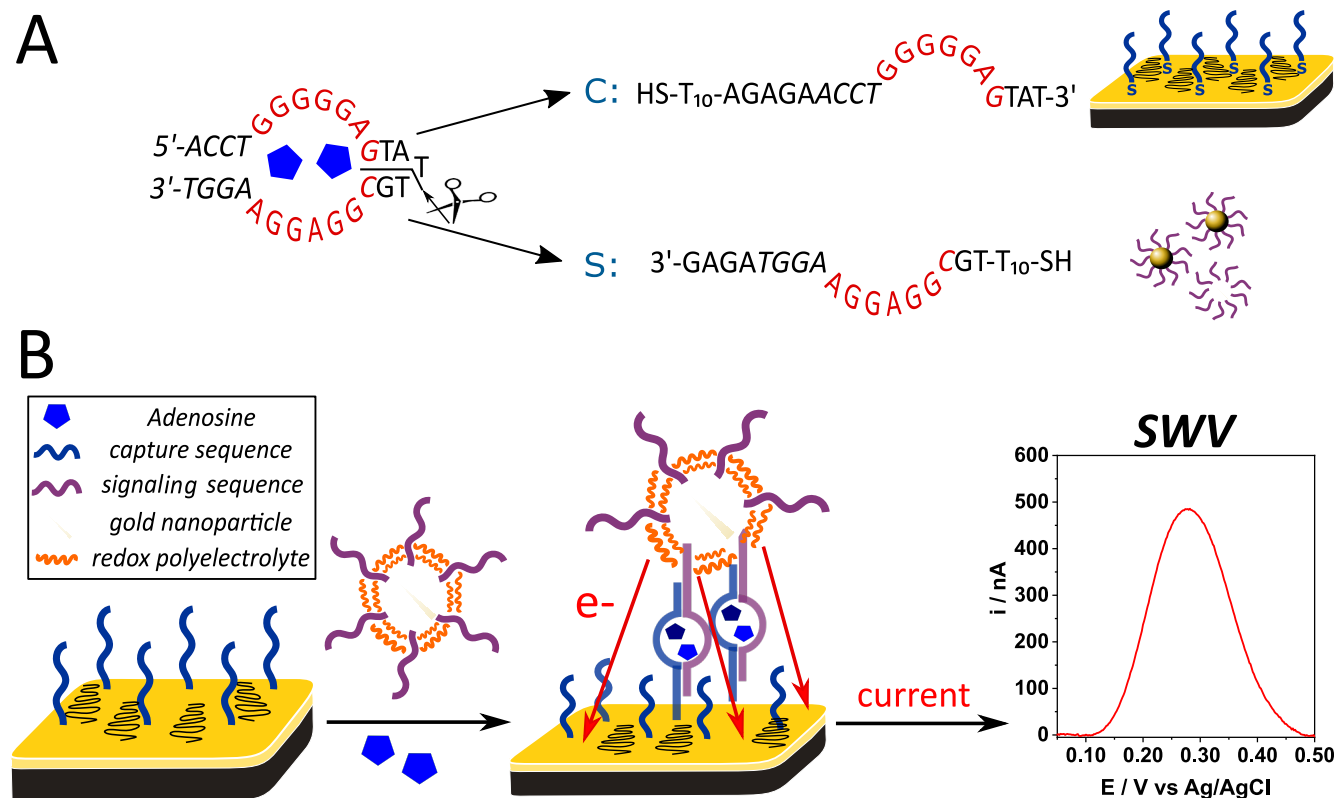 A
5'-ACCT
GGGGGA
GTA
T
3'-TGGA
AGGAGG
CGT
C: HS-T₁₀-AGAGAACCT
GGGGGA
GTAT-3'
S S S S S S
S: 3'-GAGATGGA
AGGAGG
CGT-T₁₀-SH
B
Adenosine
capture sequence
signaling sequence
gold nanoparticle
redox polyelectrolyte
e-
current
SWV
600
500
400
300
200
100
0
i / nA
0.10 0.20 0.30 0.40 0.50
E / V vs Ag/AgCl